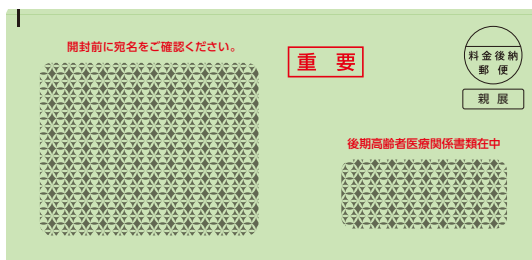 開封前に宛名をご確認ください。
重要
料金後納
郵便
親展
後期高齢者医療関係書類在中